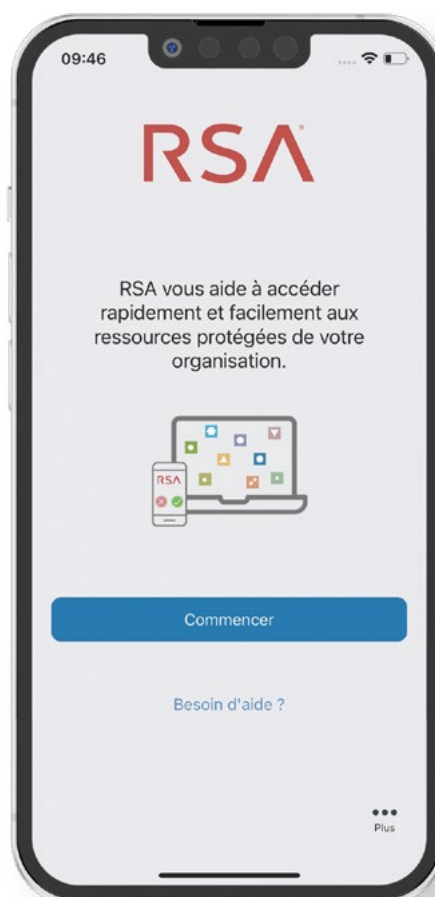 09:46
RSA
RSA vous aide à accéder
rapidement et facilement aux
ressources protégées de votre
organisation.
RSA
Commencer
Besoin d'aide ?
Plus